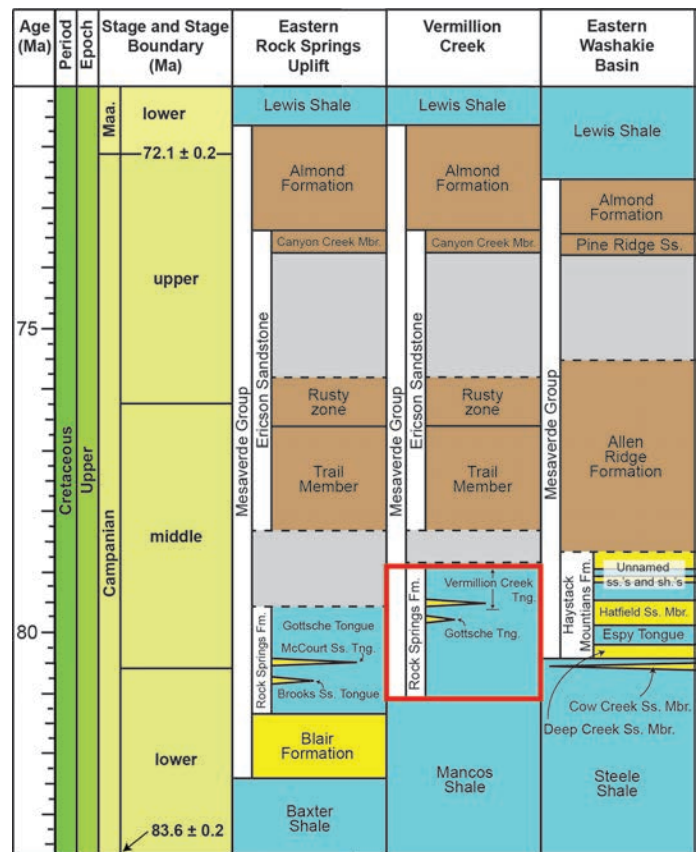 Age
(Ma)
Period
Epoch
Stage and Stage
Boundary
(Ma)
Eastern
Rock Springs
Uplift
Vermillion
Creek
Eastern
Washakie
Basin
75
80
Cretaceous
Upper
Campanian
Maa.
lower
72.1 ± 0.2
upper
middle
lower
83.6 ± 0.2
Lewis Shale
Mesaverde Group
Almond
Formation
Ericson Sandstone
Canyon Creek Mbr.
Rusty
zone
Trail
Member
Rock Springs Fm.
Gottsche Tongue
McCourt Ss. Tng.
Brooks Ss. Tongue
Blair
Formation
Baxter
Shale
Lewis Shale
Mesaverde Group
Almond
Formation
Ericson Sandstone
Canyon Creek Mbr.
Rusty
zone
Trail
Member
Rock Springs Fm.
Vermillion Creek
Tng.
Gottsche Tng.
Mancos
Shale
Lewis Shale
Mesaverde Group
Almond
Formation
Pine Ridge Ss.
Allen
Ridge
Formation
Haystack
Mountians Fm.
Unnamed
ss.'s and sh.'s
Hatfield Ss. Mbr.
Espy Tongue
Cow Creek Ss. Mbr.
Deep Creek Ss. Mbr.
Steele
Shale